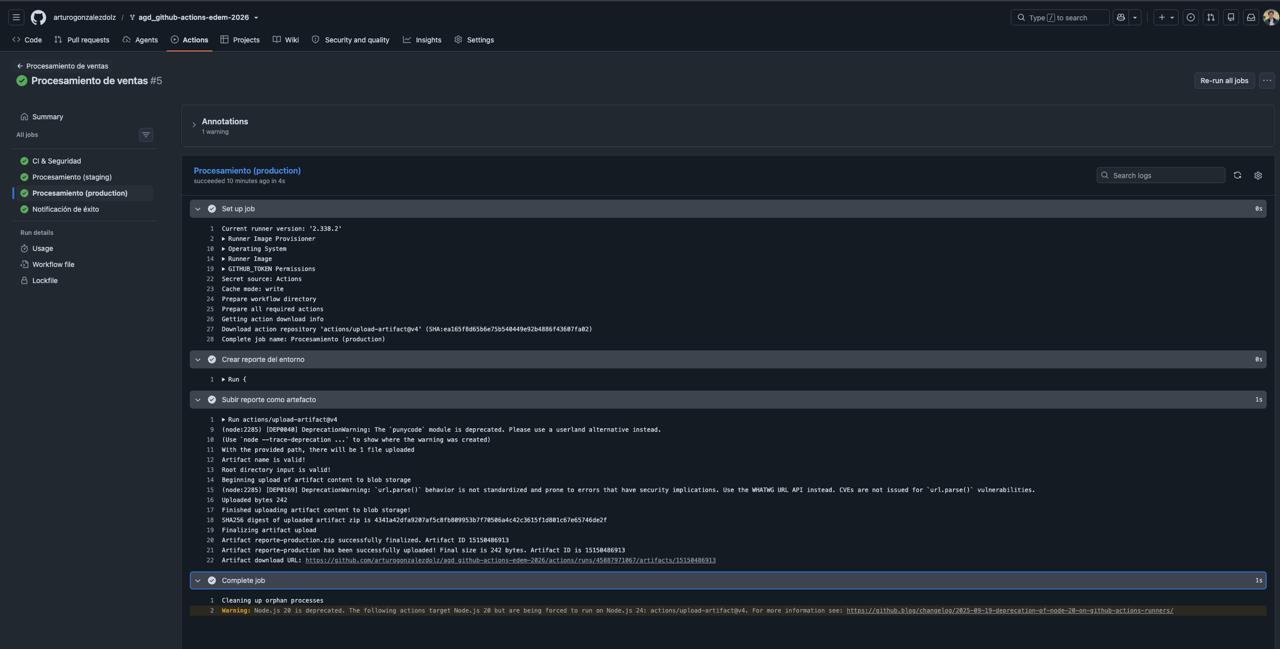 arturogonzalezdolz / agd_github-actions-edem-2026
Type / to search
Code Pull requests Agents Actions Projects Wiki Security and quality Insights Settings
← Procesamiento de ventas
Procesamiento de ventas #5
Re-run all jobs
Summary
All jobs
CI & Seguridad
Procesamiento (staging)
Procesamiento (production)
Notificación de éxito
Run details
Usage
Workflow file
Lockfile
Annotations
1 warning
Procesamiento (production)
succeeded 10 minutes ago in 4s
Search logs
Set up job 0s
1 Current runner version: '2.338.2'
2 Runner Image Provisioner
10 Operating System
14 Runner Image
19 GITHUB_TOKEN Permissions
22 Secret source: Actions
23 Cache mode: write
24 Prepare workflow directory
25 Prepare all required actions
26 Getting action download info
27 Download action repository 'actions/upload-artifact@v4' (SHA:ea165f8d65b6e75b540449e92b4886f43607fa02)
28 Complete job name: Procesamiento (production)
Crear reporte del entorno 0s
1 Run {
Subir reporte como artefacto 1s
1 Run actions/upload-artifact@v4
9 (node:2285) [DEP0040] DeprecationWarning: The `punycode` module is deprecated. Please use a userland alternative instead.
10 (Use `node --trace-deprecation ...` to show where the warning was created)
11 With the provided path, there will be 1 file uploaded
12 Artifact name is valid!
13 Root directory input is valid!
14 Beginning upload of artifact content to blob storage
15 (node:2285) [DEP0169] DeprecationWarning: `url.parse()` behavior is not standardized and prone to errors that have security implications. Use the WHATWG URL API instead. CVEs are not issued for `url.parse()` vulnerabilities.
16 Uploaded bytes 242
17 Finished uploading artifact content to blob storage!
18 SHA256 digest of uploaded artifact zip is 4341a42dfa9207af5c8fb809953b7f70506a4c42c3615f1d801c67e65746de2f
19 Finalizing artifact upload
20 Artifact reporte-production.zip successfully finalized. Artifact ID 15150486913
21 Artifact reporte-production has been successfully uploaded! Final size is 242 bytes. Artifact ID is 15150486913
22 Artifact download URL: https://github.com/arturogonzalezdolz/agd_github-actions-edem-2026/actions/runs/45887971067/artifacts/15150486913
Complete job 1s
1 Cleaning up orphan processes
2 Warning: Node.js 20 is deprecated. The following actions target Node.js 20 but are being forced to run on Node.js 24: actions/upload-artifact@v4. For more information see: https://github.blog/changelog/2025-09-19-deprecation-of-node-20-on-github-actions-runners/